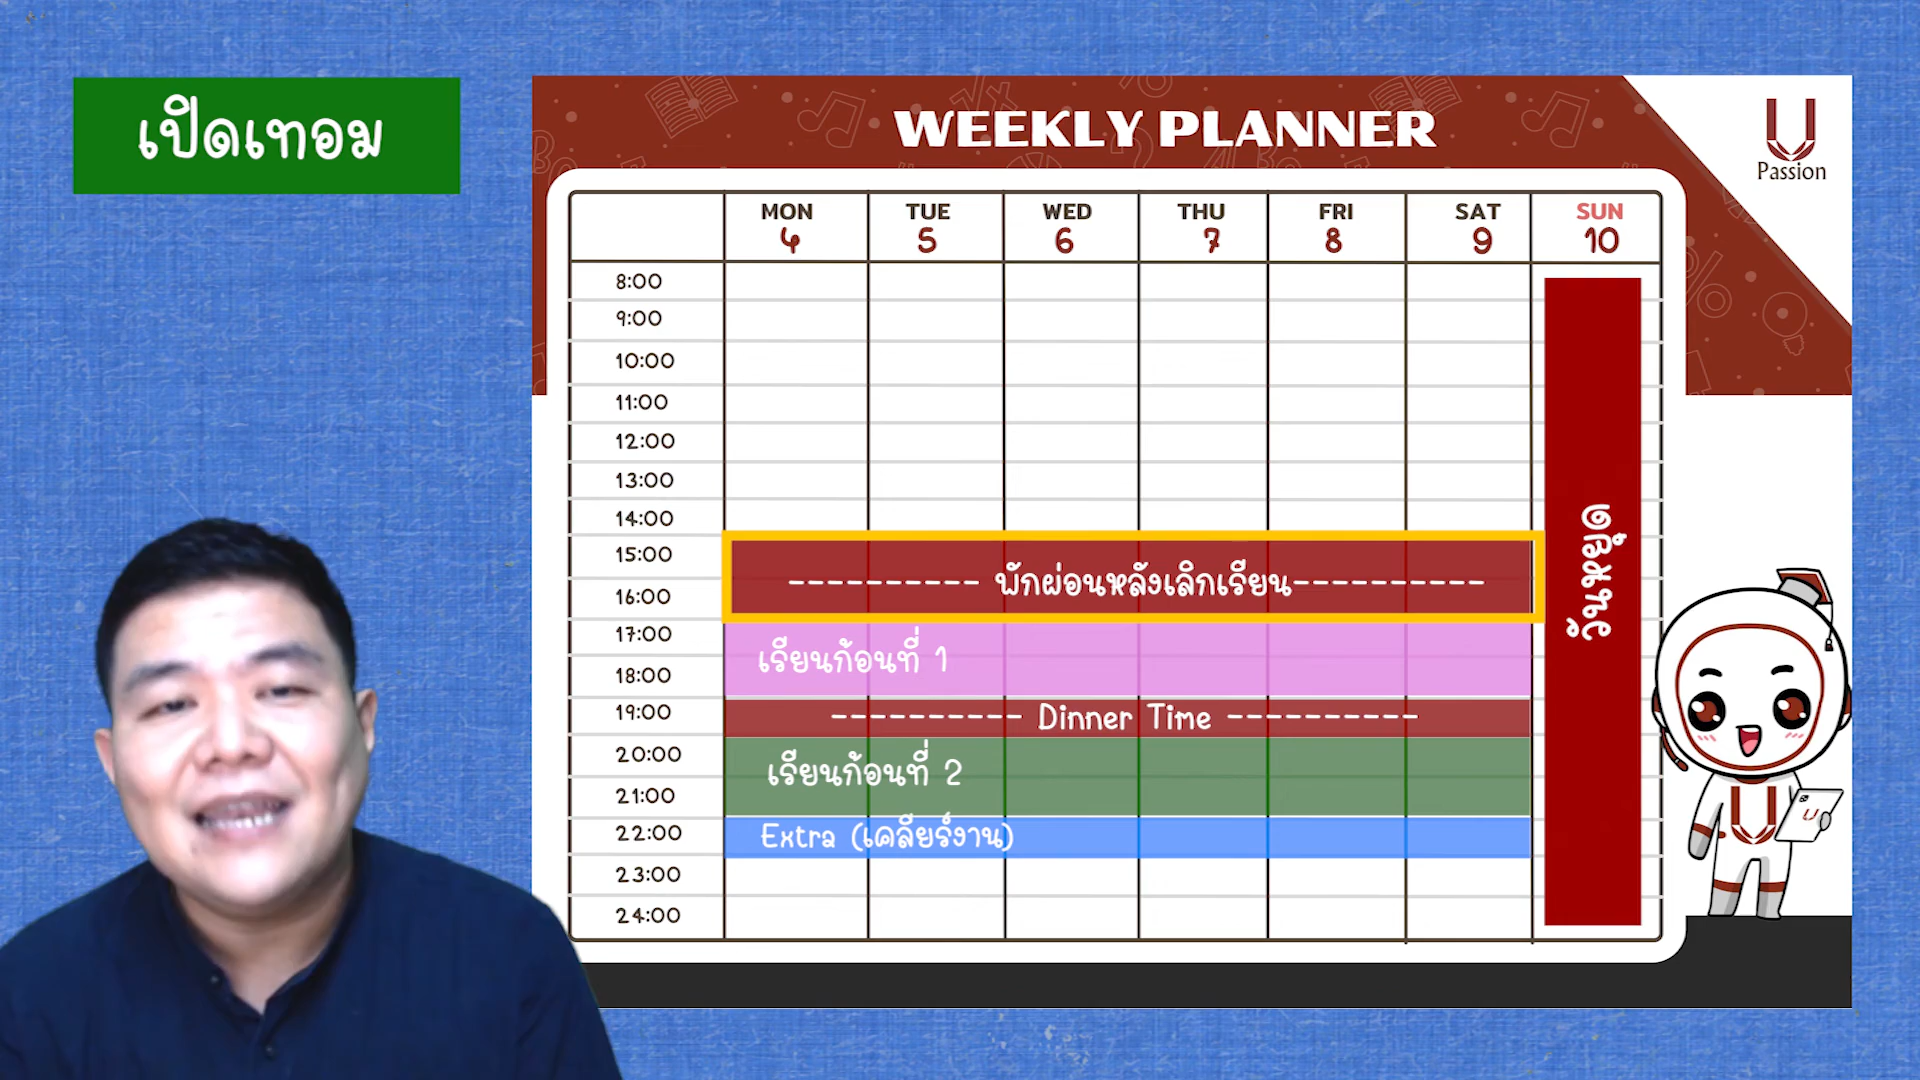 เปิดเทอม
WEEKLY PLANNER
U
Passion
MON TUE WED THU FRI SAT SUN
4 5 6 7 8 9 10
8:00
9:00
10:00
11:00
12:00
13:00
14:00
15:00
---------- พักผ่อนหลังเลิกเรียน----------
16:00
17:00
เรียนก้อนที่ 1
18:00
19:00 ---------- Dinner Time ----------
20:00
เรียนก้อนที่ 2
21:00
22:00 Extra (เคลียร์งาน)
23:00
24:00
วันหยุด